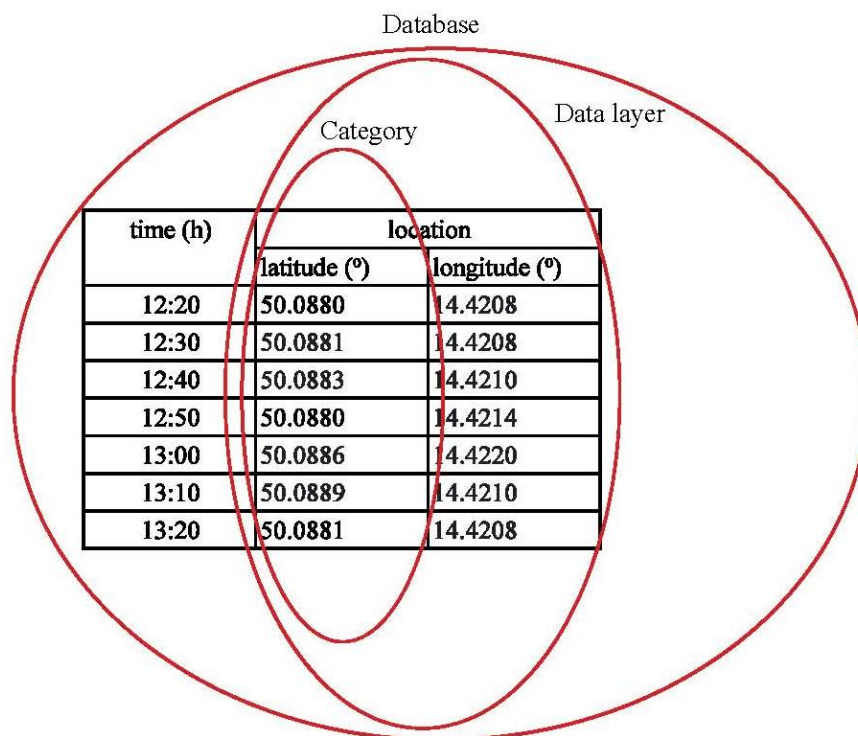 Database
Data layer
Category
time (h) location
latitude (º) longitude (º)
12:20 50.0880 14.4208
12:30 50.0881 14.4208
12:40 50.0883 14.4210
12:50 50.0880 14.4214
13:00 50.0886 14.4220
13:10 50.0889 14.4210
13:20 50.0881 14.4208